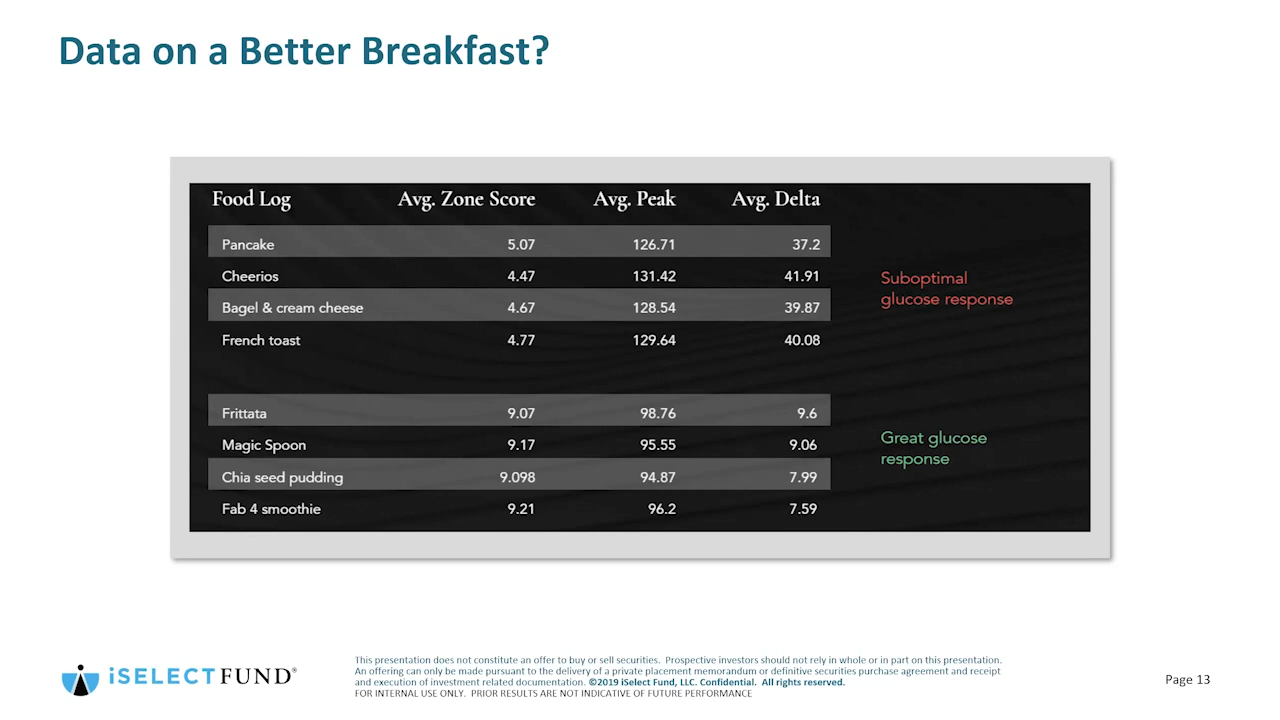 Data on a Better Breakfast?
Food Log Avg. Zone Score Avg. Peak Avg. Delta
Pancake 5.07 126.71 37.2
Cheerios 4.47 131.42 41.91
Bagel & cream cheese 4.67 128.54 39.87
French toast 4.77 129.64 40.08
Suboptimal
glucose response
Frittata 9.07 98.76 9.6
Magic Spoon 9.17 95.55 9.06
Chia seed pudding 9.098 94.87 7.99
Fab 4 smoothie 9.21 96.2 7.59
Great glucose
response
iSELECTFUND®
This presentation does not constitute an offer to buy or sell securities. Prospective investors should not rely in whole or in part on this presentation.
An offering can only be made pursuant to the delivery of a private placement memorandum or definitive securities purchase agreement and receipt
and execution of investment related documentation. ©2019 iSelect Fund, LLC. Confidential. All rights reserved.
FOR INTERNAL USE ONLY. PRIOR RESULTS ARE NOT INDICATIVE OF FUTURE PERFORMANCE
Page 13